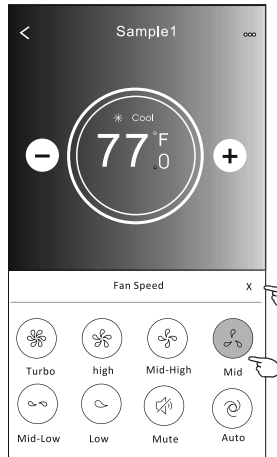 Sample1
Cool
77.0°F
Fan Speed X
Turbo high Mid-High Mid
Mid-Low Low Mute Auto